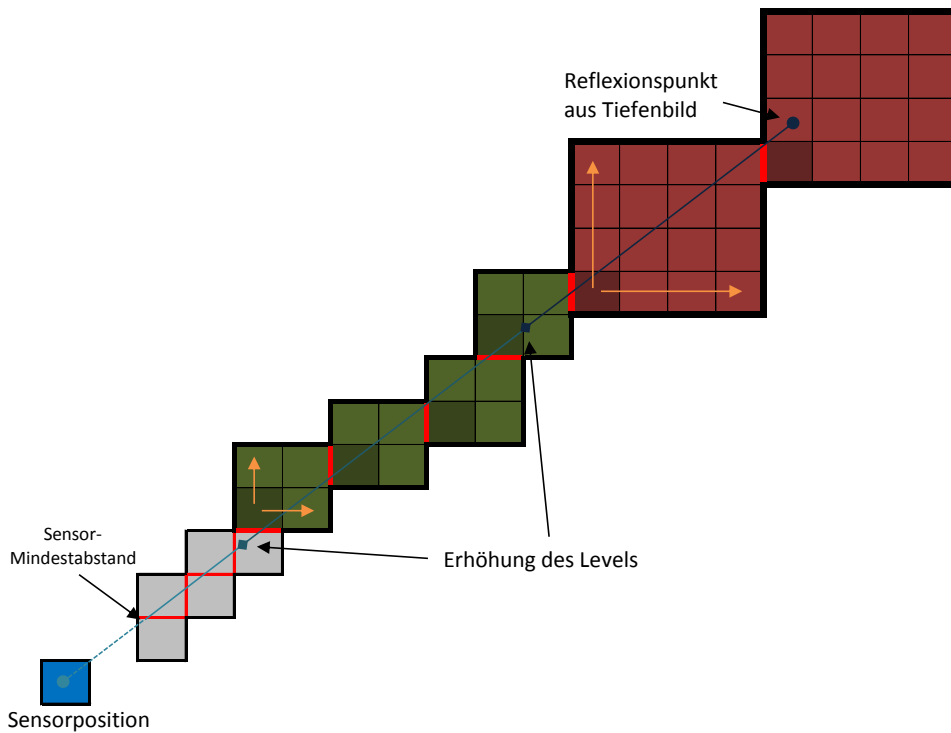 Reflexionspunkt
aus Tiefenbild
Sensor-
Mindestabstand
Erhöhung des Levels
Sensorposition